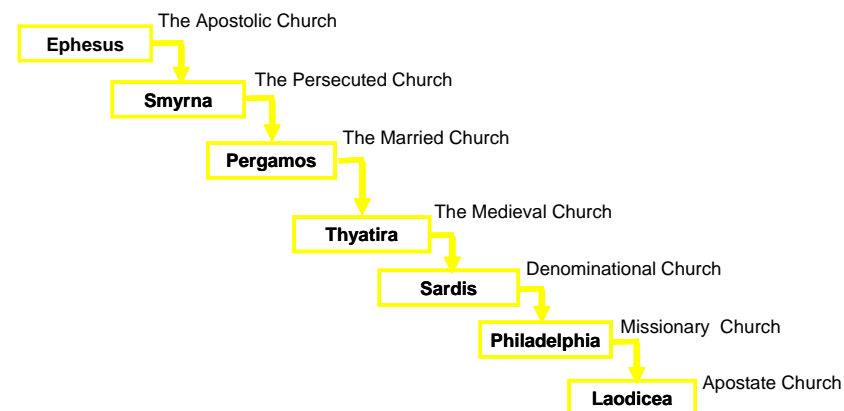 The Apostolic Church
Ephesus
The Persecuted Church
Smyrna
The Married Church
Pergamos
The Medieval Church
Thyatira
Denominational Church
Sardis
Missionary Church
Philadelphia
Apostate Church
Laodicea